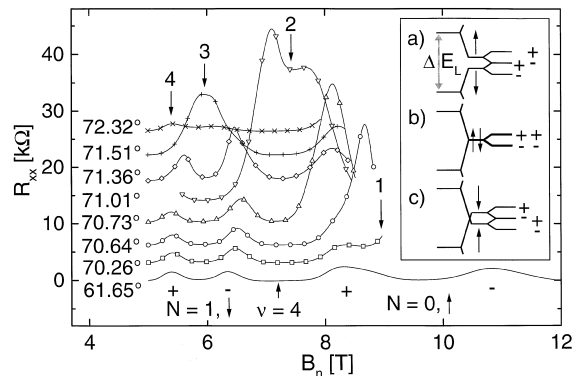 R_xx [kΩ]
40
30
20
10
0
72.32°
71.51°
71.36°
71.01°
70.73°
70.64°
70.26°
61.65°
4
3
2
1
+ - + -
N = 1, ↓ ν = 4 N = 0, ↑
4 6 8 10 12
B_n [T]
a)
Δ E_L
+
+ -
-
b)
+ +
- -
c)
+
+
-
-